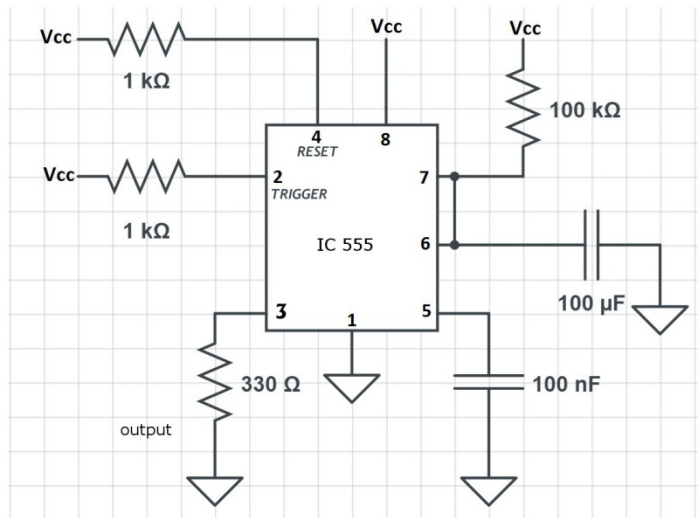 Vcc
1 kΩ
Vcc
Vcc
100 kΩ
4
RESET
8
Vcc
2
TRIGGER
1 kΩ
7
IC 555
6
100 µF
3
1
5
330 Ω
100 nF
output